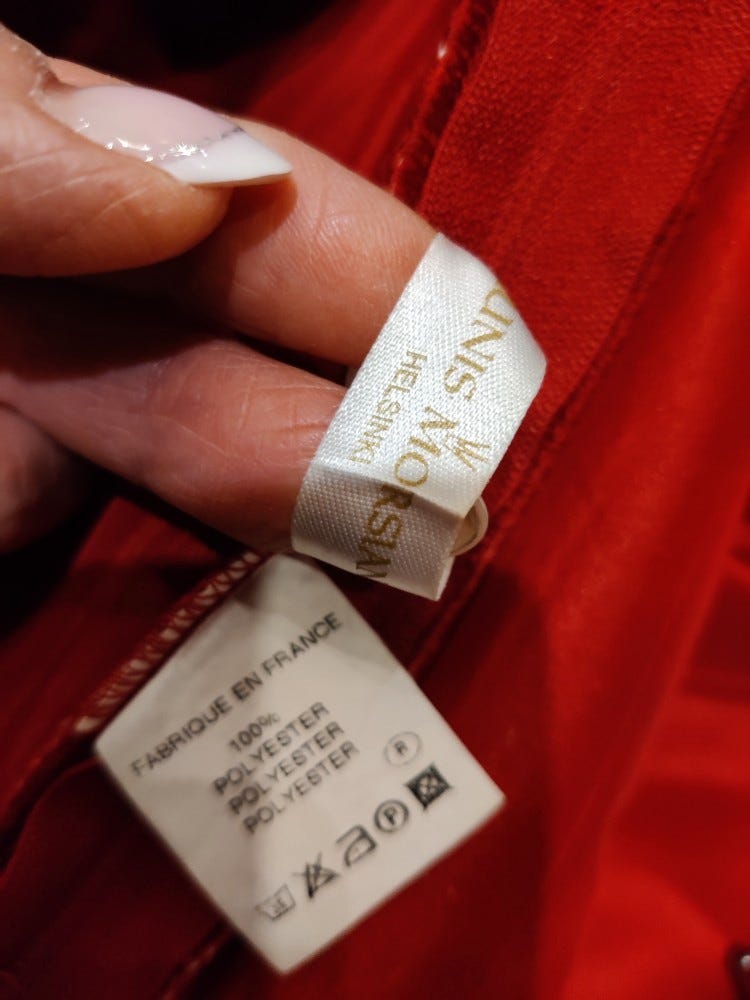 UNIS MORSIAN
HELSINKI
FABRIQUE EN FRANCE
100%
POLYESTER
POLYESTER
POLYESTER
R
P